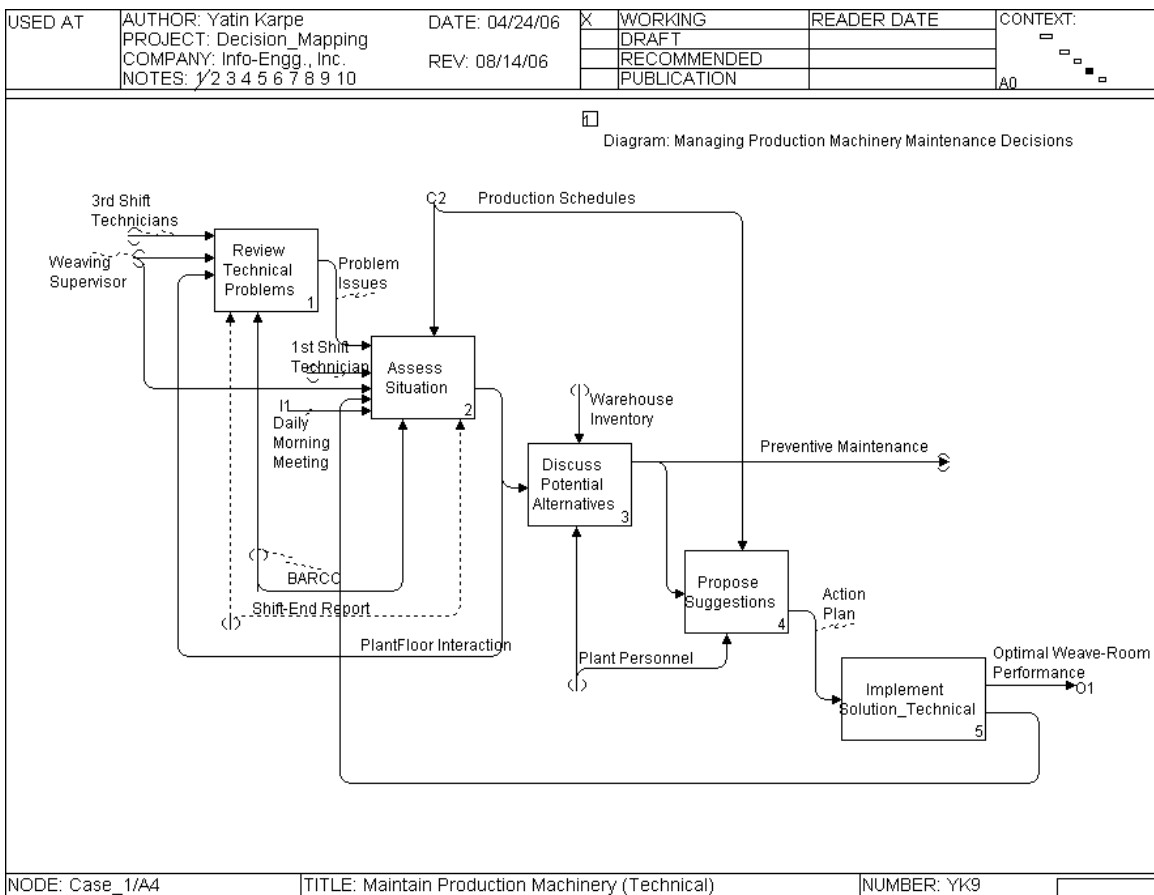 USED AT
AUTHOR: Yatin Karpe
DATE: 04/24/06
PROJECT: Decision_Mapping
COMPANY: Info-Engg., Inc.
REV: 08/14/06
NOTES: 1 2 3 4 5 6 7 8 9 10
X
WORKING
DRAFT
RECOMMENDED
PUBLICATION
READER DATE
CONTEXT:
A0
1
Diagram: Managing Production Machinery Maintenance Decisions
3rd Shift
Technicians
Weaving
Supervisor
Review
Technical
Problems
1
Problem
Issues
C2
Production Schedules
1st Shift
Technician
I1
Daily
Morning
Meeting
Assess
Situation
2
Warehouse
Inventory
Discuss
Potential
Alternatives
3
Preventive Maintenance
BARCO
Shift-End Report
PlantFloor Interaction
Plant Personnel
Propose
Suggestions
4
Action
Plan
Implement
Solution_Technical
5
Optimal Weave-Room
Performance
O1
NODE: Case_1/A4
TITLE: Maintain Production Machinery (Technical)
NUMBER: YK9